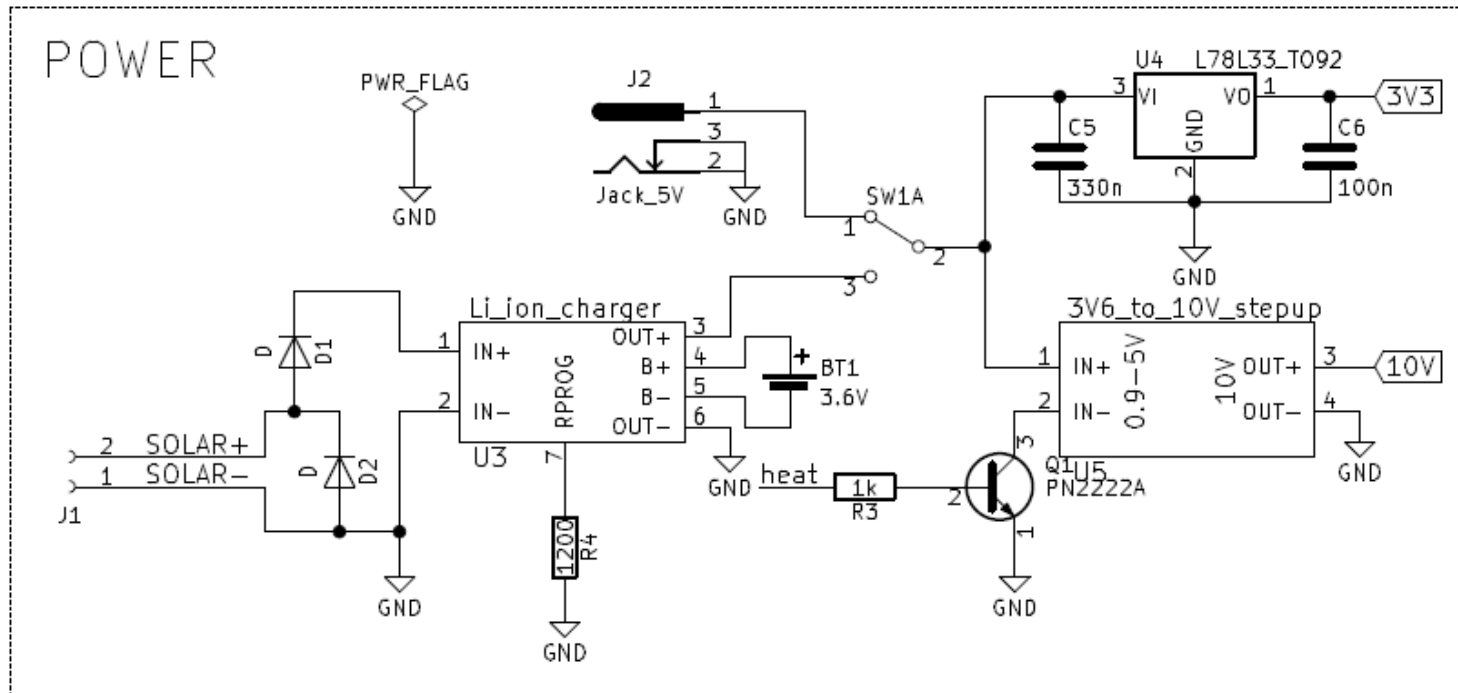 POWER
PWR_FLAG
GND
J2
1
3
2
Jack_5V
GND
SW1A
1
2
3
U4
L78L33_TO92
3
VI
VO
1
GND
2
3V3
C5
330n
C6
100n
GND
Li_ion_charger
1
IN+
2
IN-
RPROG
OUT+
3
B+
4
B-
5
OUT-
6
U3
7
BT1
3.6V
GND
1200
R4
GND
D
D1
D
D2
2
SOLAR+
1
SOLAR-
J1
GND
3V6_to_10V_stepup
1
IN+
2
IN-
0.9-5V
10V
OUT+
3
OUT-
4
10V
GND
U5
heat
1k
R3
2
3
1
Q1
PN2222A
GND